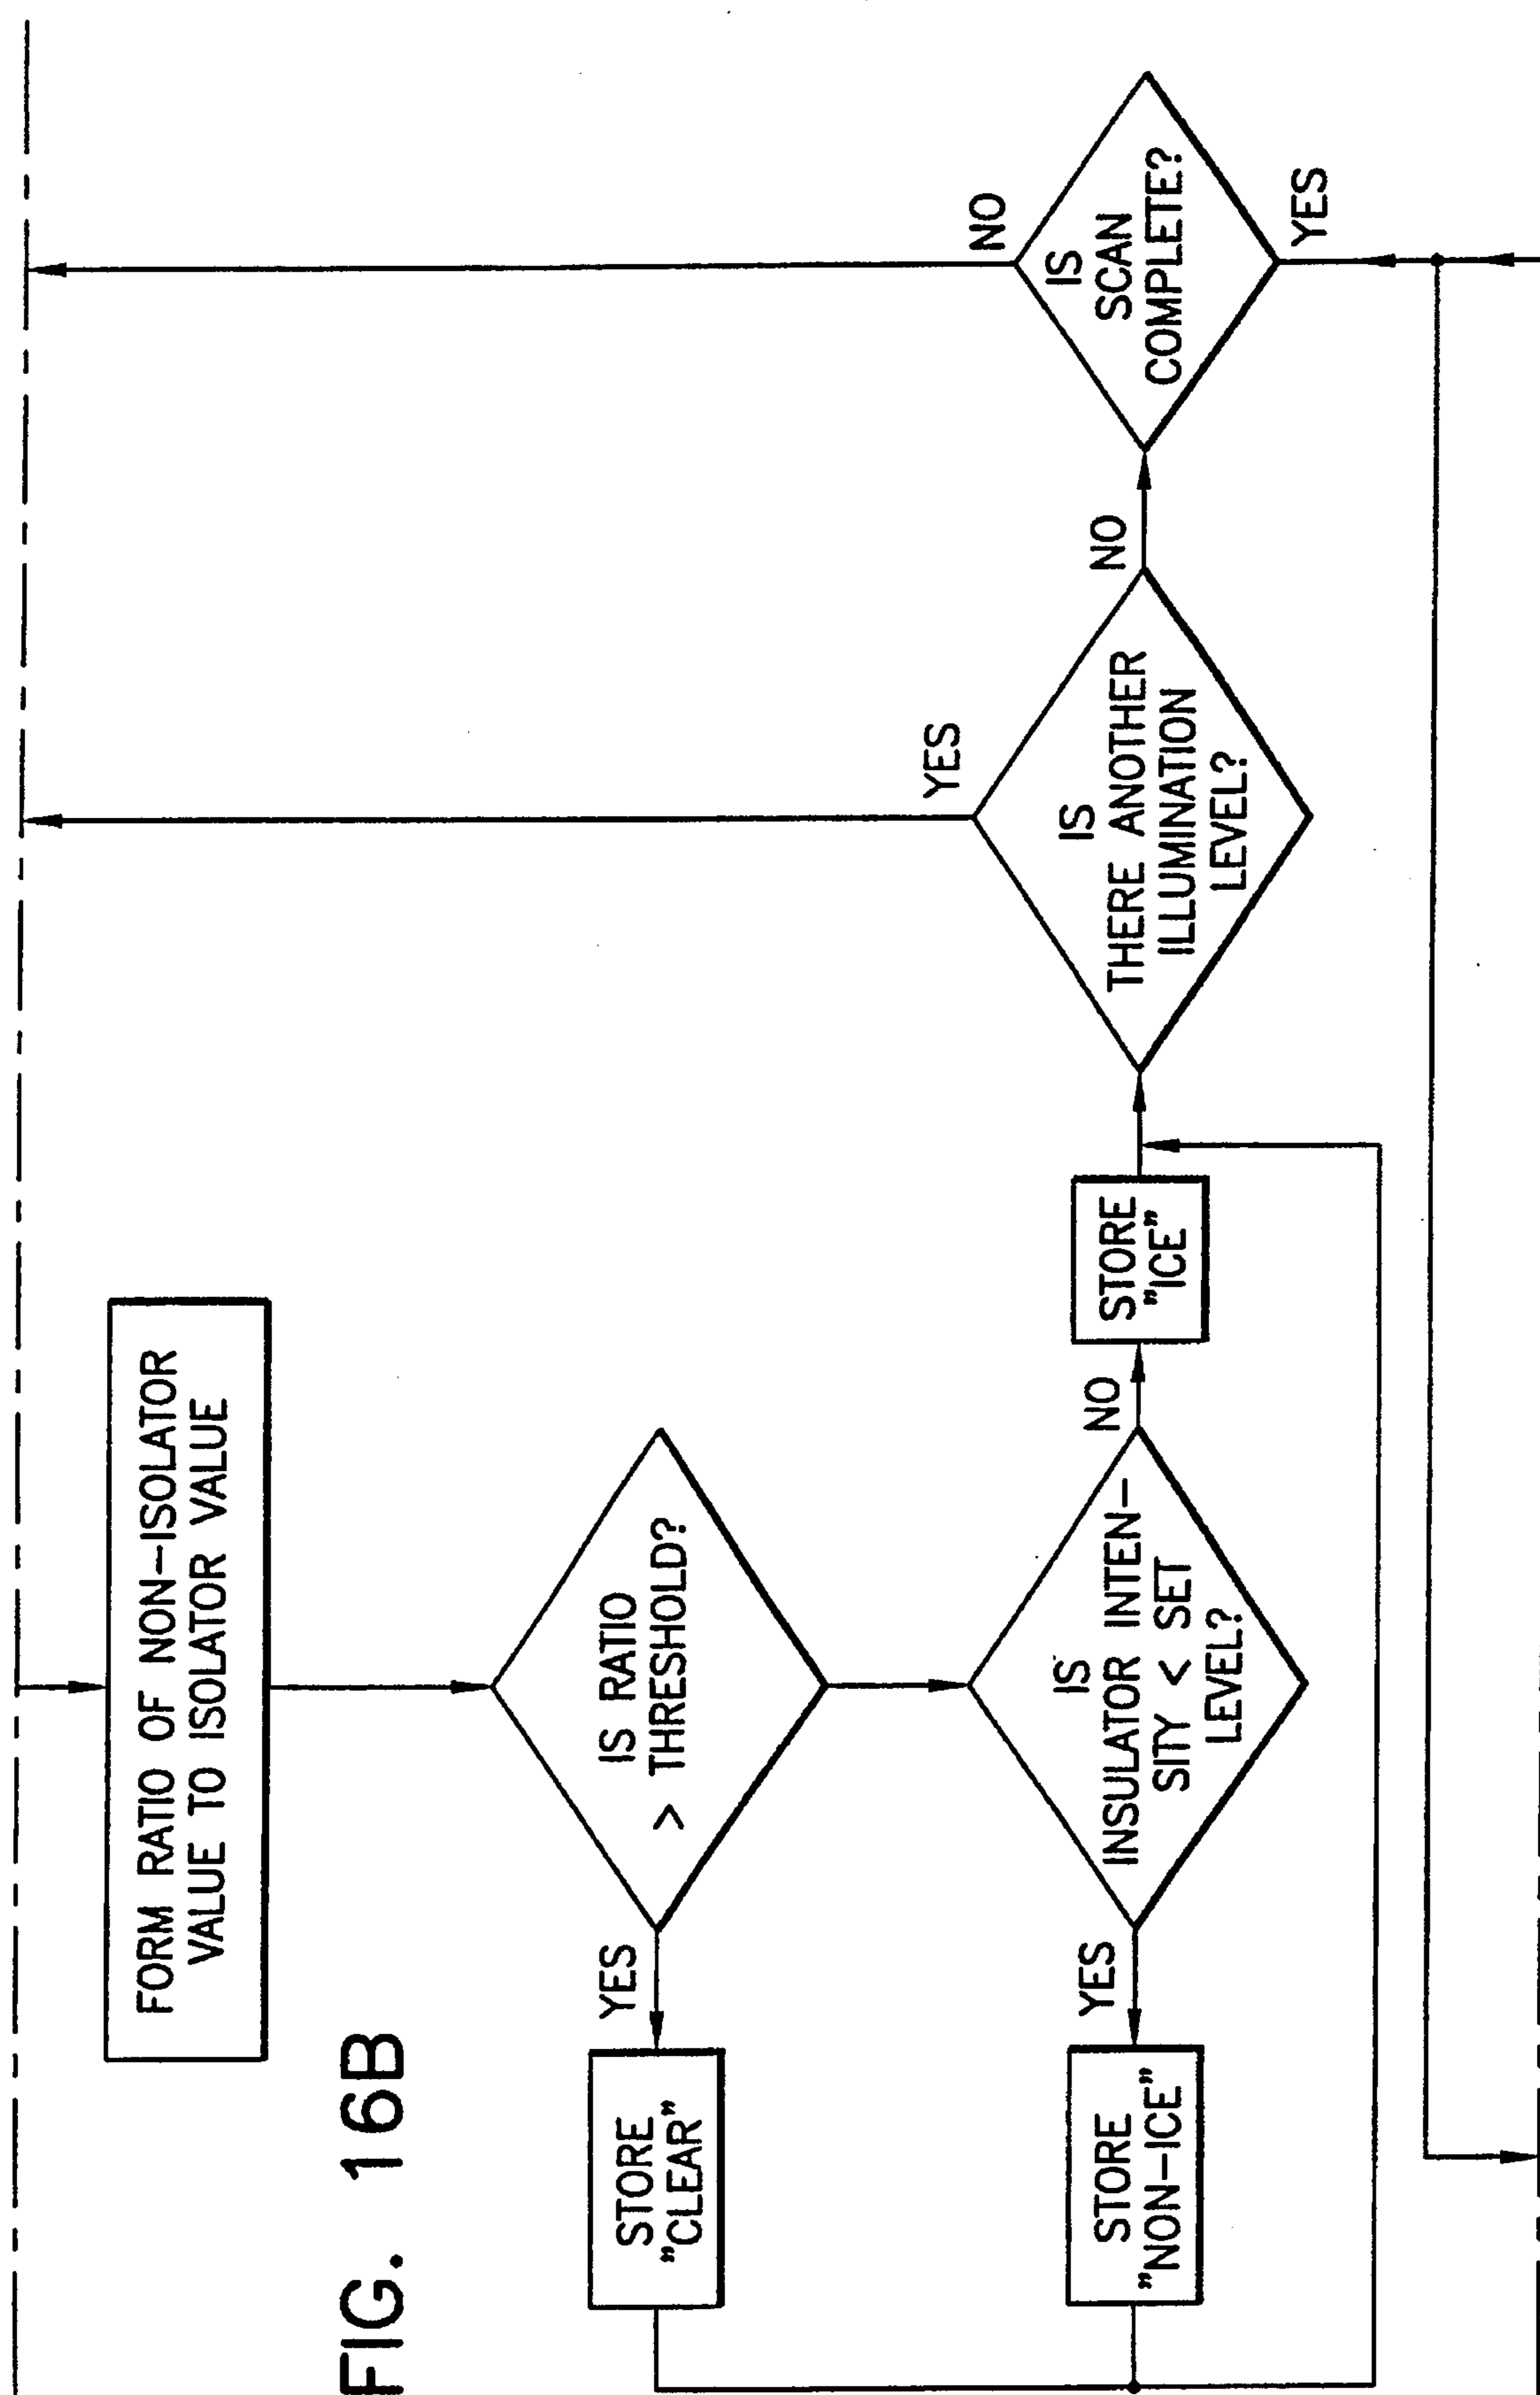 FIG. 16B
FORM RATIO OF NON-ISOLATOR
VALUE TO ISOLATOR VALUE
IS RATIO
> THRESHOLD?
YES
STORE
"CLEAR"
IS
INSULATOR INTEN-
SITY < SET
LEVEL?
YES
STORE
"NON-ICE"
NO
STORE
"ICE"
IS
THERE ANOTHER
ILLUMINATION
LEVEL?
YES
NO
IS
SCAN
COMPLETE?
NO
YES